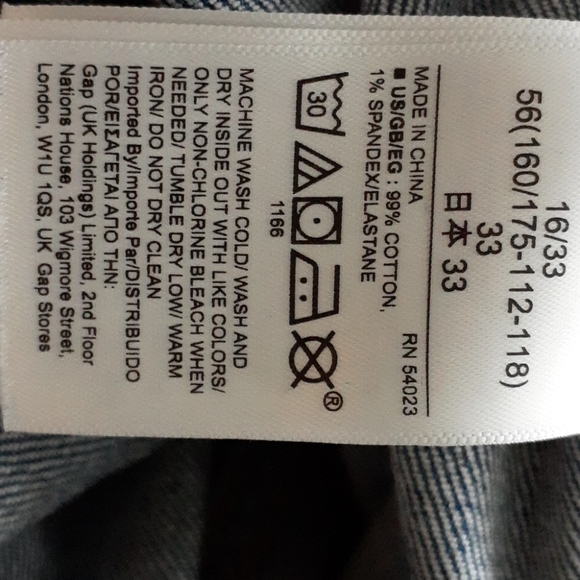 16/33
56(160/175-112-118)
33
日本 33
MADE IN CHINA
RN 54023
■ US/GB/EG : 99% COTTON,
1% SPANDEX/ELASTANE
30
®
1166
MACHINE WASH COLD/ WASH AND
DRY INSIDE OUT WITH LIKE COLORS/
ONLY NON-CHLORINE BLEACH WHEN
NEEDED/ TUMBLE DRY LOW/ WARM
IRON/ DO NOT DRY CLEAN
Imported By/Importe Par/DISTRIBUIDO
POR/ΕΙΣΑΓΕΤΑΙ ΑΠΟ ΤΗΝ:
Gap (UK Holdings) Limited, 2nd Floor
Nations House, 103 Wigmore Street,
London, W1U 1QS, UK Gap Stores